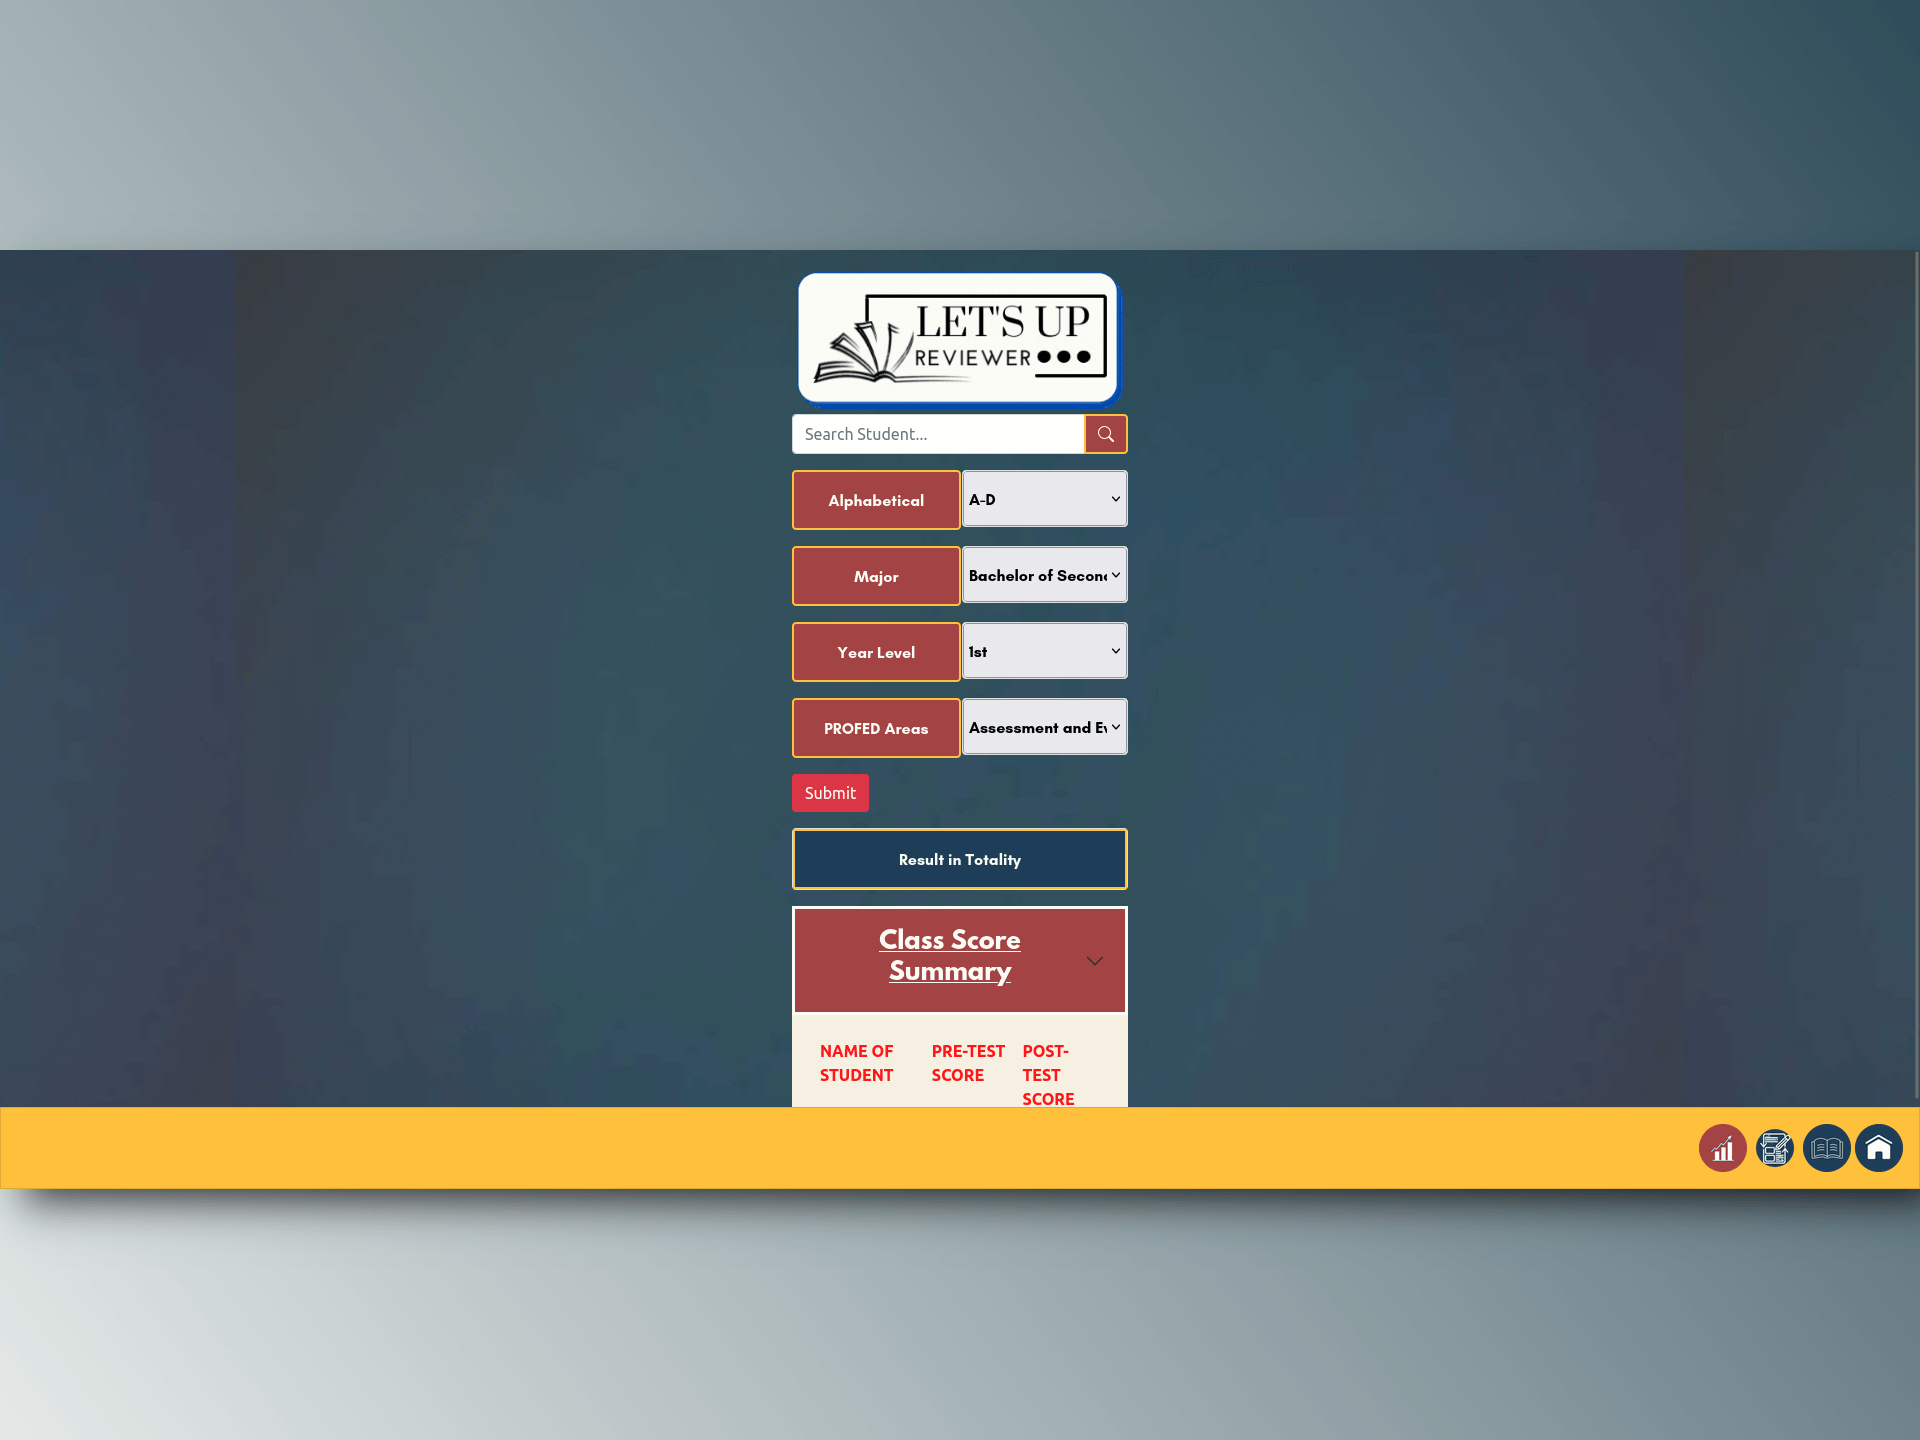 LET'S UP
REVIEWER
Search Student...
Alphabetical
A-D
Major
Bachelor of Secon
Year Level
1st
PROFED Areas
Assessment and Ev
Submit
Result in Totality
Class Score
Summary
NAME OF STUDENT
PRE-TEST SCORE
POST-TEST SCORE